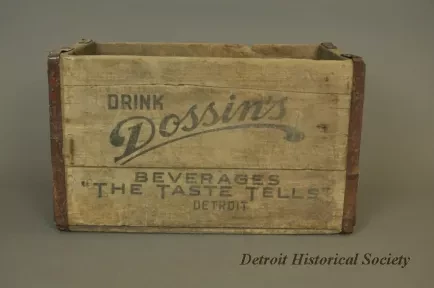 DRINK
Dossin's
BEVERAGES
"THE TASTE TELLS"
DETROIT
Detroit Historical Society